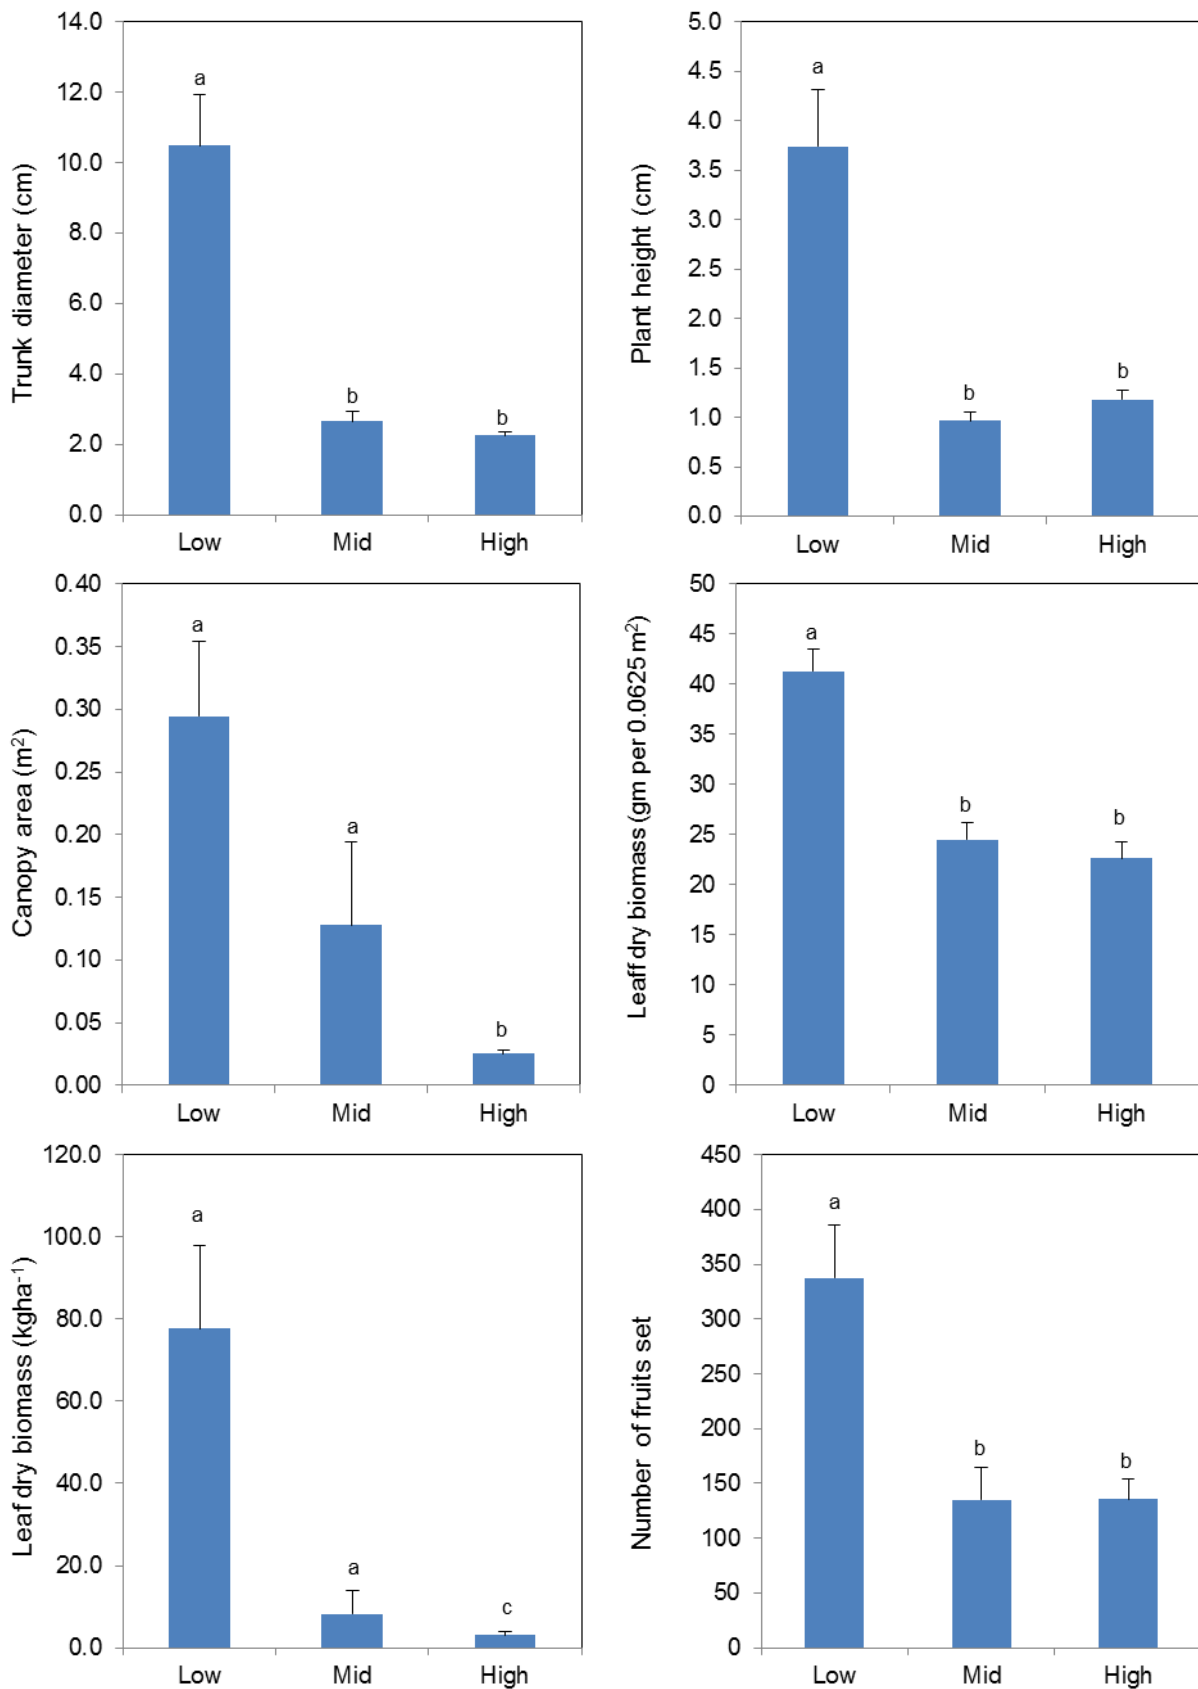 Trunk diameter (cm)
14.0
12.0
10.0
8.0
6.0
4.0
2.0
0.0
a
b
b
Low Mid High
Plant height (cm)
5.0
4.5
4.0
3.5
3.0
2.5
2.0
1.5
1.0
0.5
0.0
a
b
b
Low Mid High
Canopy area (m²)
0.40
0.35
0.30
0.25
0.20
0.15
0.10
0.05
0.00
a
a
b
Low Mid High
Leaff dry biomass (gm per 0.0625 m²)
50
45
40
35
30
25
20
15
10
5
0
a
b
b
Low Mid High
Leaf dry biomass (kgha⁻¹)
120.0
100.0
80.0
60.0
40.0
20.0
0.0
a
a
c
Low Mid High
Number of fruits set
450
400
350
300
250
200
150
100
50
0
a
b
b
Low Mid High